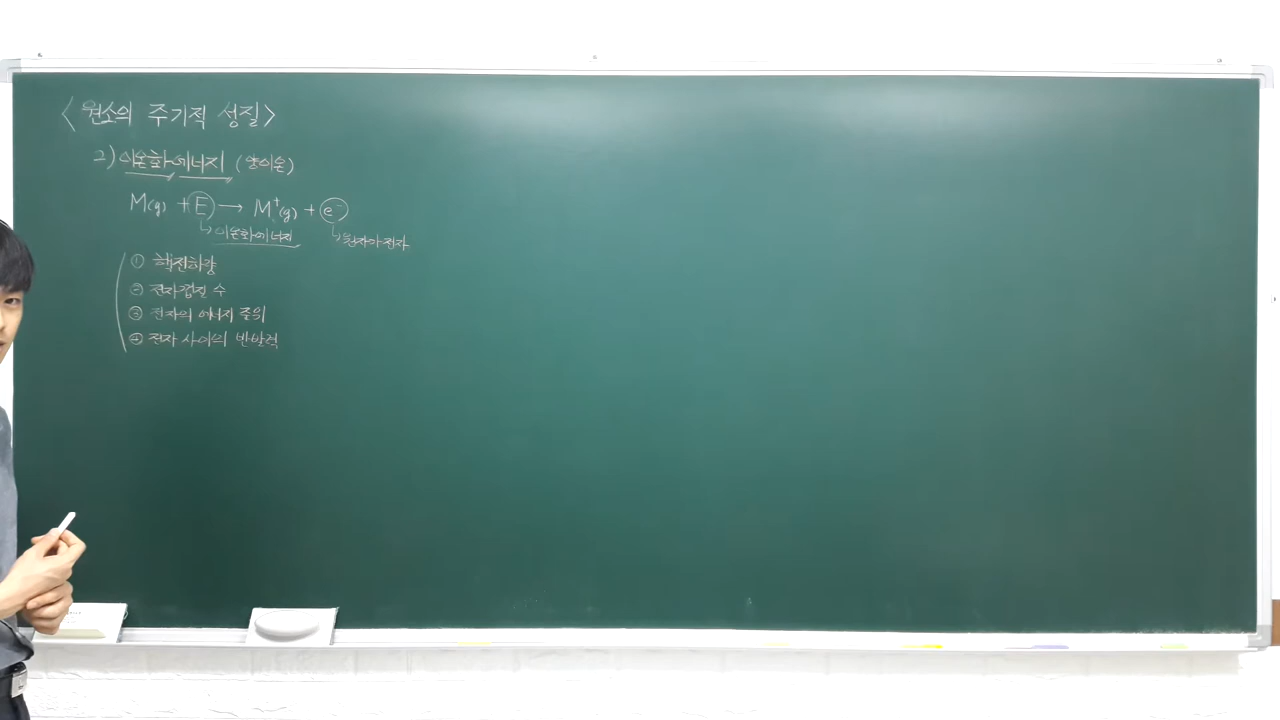 <원소의 주기적 성질>
2) 이온화 에너지 (양이온)
M(g) + E → M⁺(g) + e⁻
↳ 이온화 에너지 ↳ 원자가 전자
① 핵전하량
② 전자껍질 수
③ 전자의 에너지 준위
④ 전자 사이의 반발력